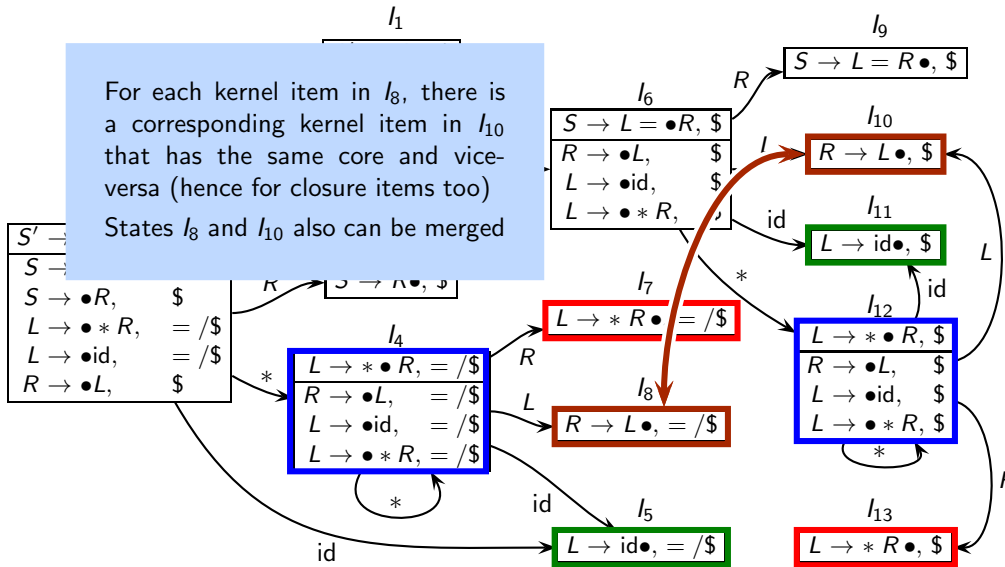 I1
I9
S → L = R •, $
R
For each kernel item in I8, there is
a corresponding kernel item in I10
that has the same core and vice-
versa (hence for closure items too)
States I8 and I10 also can be merged
I6
S → L = •R, $
R → •L, $
L → •id, $
L → • * R,
I10
R → L•, $
I11
L → id•, $
id
L
S′ →
S
S → •R, $
L → • * R, = /$
L → •id, = /$
R → •L, $
R
S → R•, $
*
id
I7
L → * R •, = /$
I12
L → * • R, $
R → •L, $
L → •id, $
L → • * R, $
*
I4
L → * • R, = /$
R → •L, = /$
L → •id, = /$
L → • * R, = /$
*
*
R
L
I8
R → L•, = /$
id
id
I5
L → id•, = /$
I13
L → * R •, $